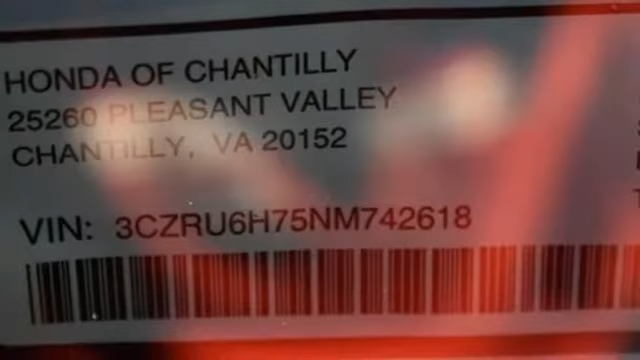 HONDA OF CHANTILLY
25260 PLEASANT VALLEY
CHANTILLY, VA 20152
VIN: 3CZRU6H75NM742618